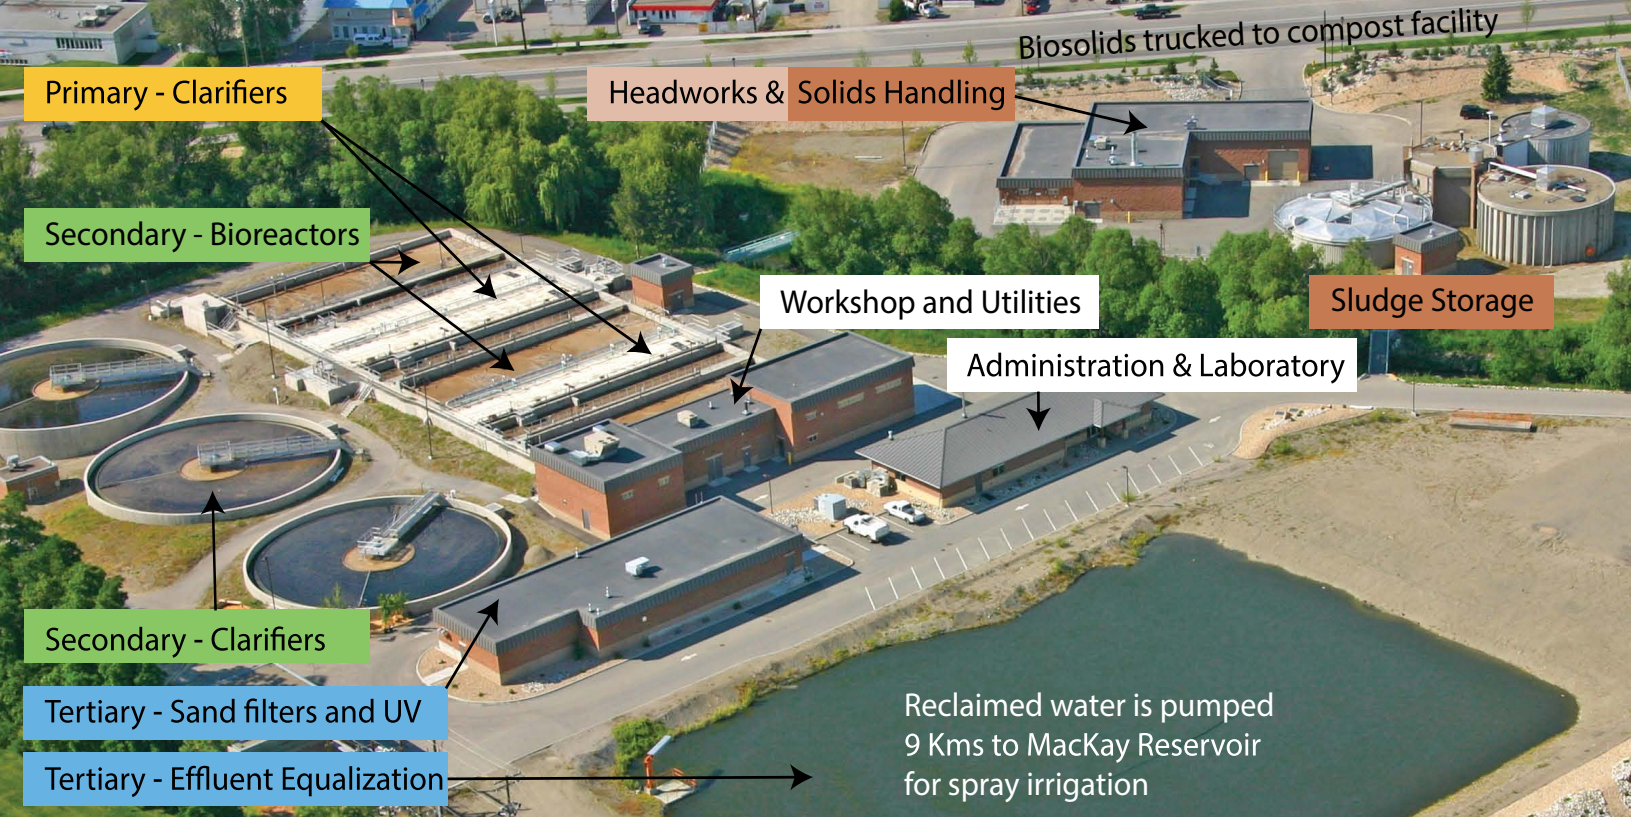 Biosolids trucked to compost facility
Primary - Clarifiers
Headworks & Solids Handling
Secondary - Bioreactors
Workshop and Utilities
Sludge Storage
Administration & Laboratory
Secondary - Clarifiers
Tertiary - Sand filters and UV
Tertiary - Effluent Equalization
Reclaimed water is pumped
9 Kms to MacKay Reservoir
for spray irrigation